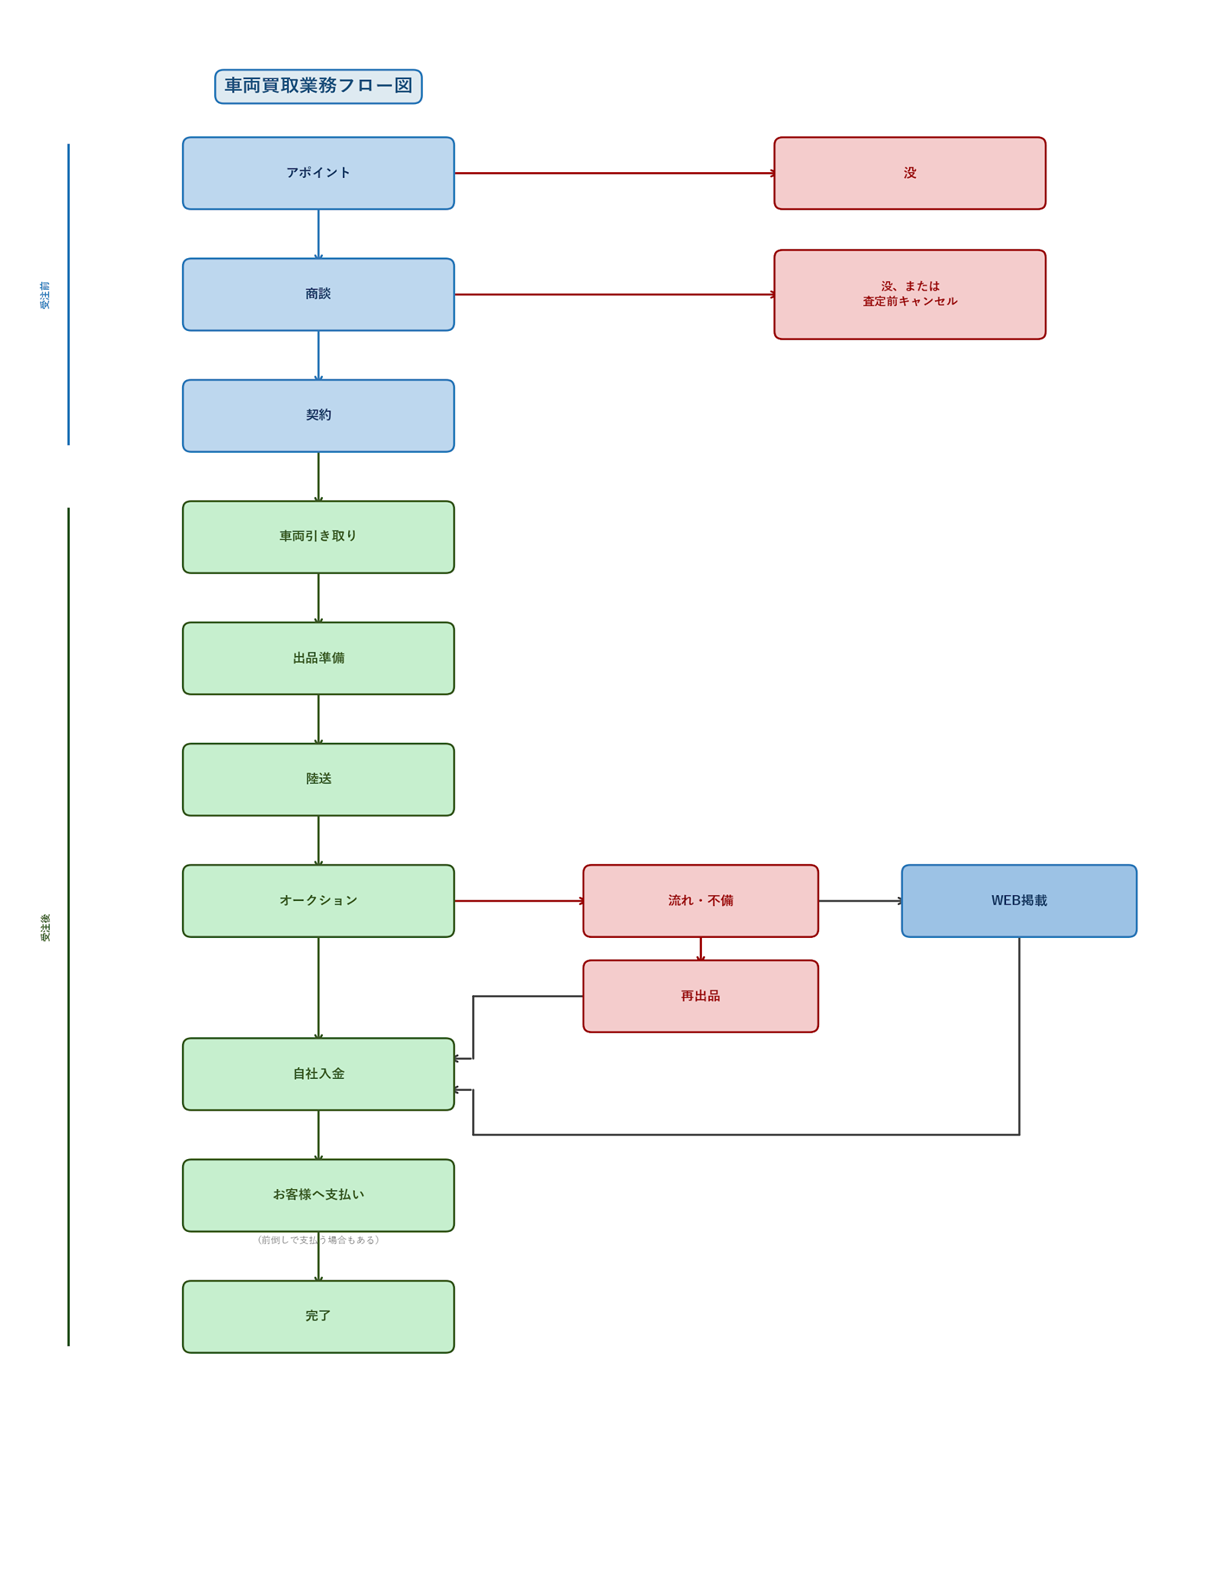 車両買取業務フロー図
アポイント
没
商談
没、または
査定前キャンセル
受注前
契約
車両引き取り
出品準備
陸送
オークション
流れ・不備
WEB掲載
受注後
再出品
自社入金
お客様へ支払い
(前倒しで支払う場合もある)
完了